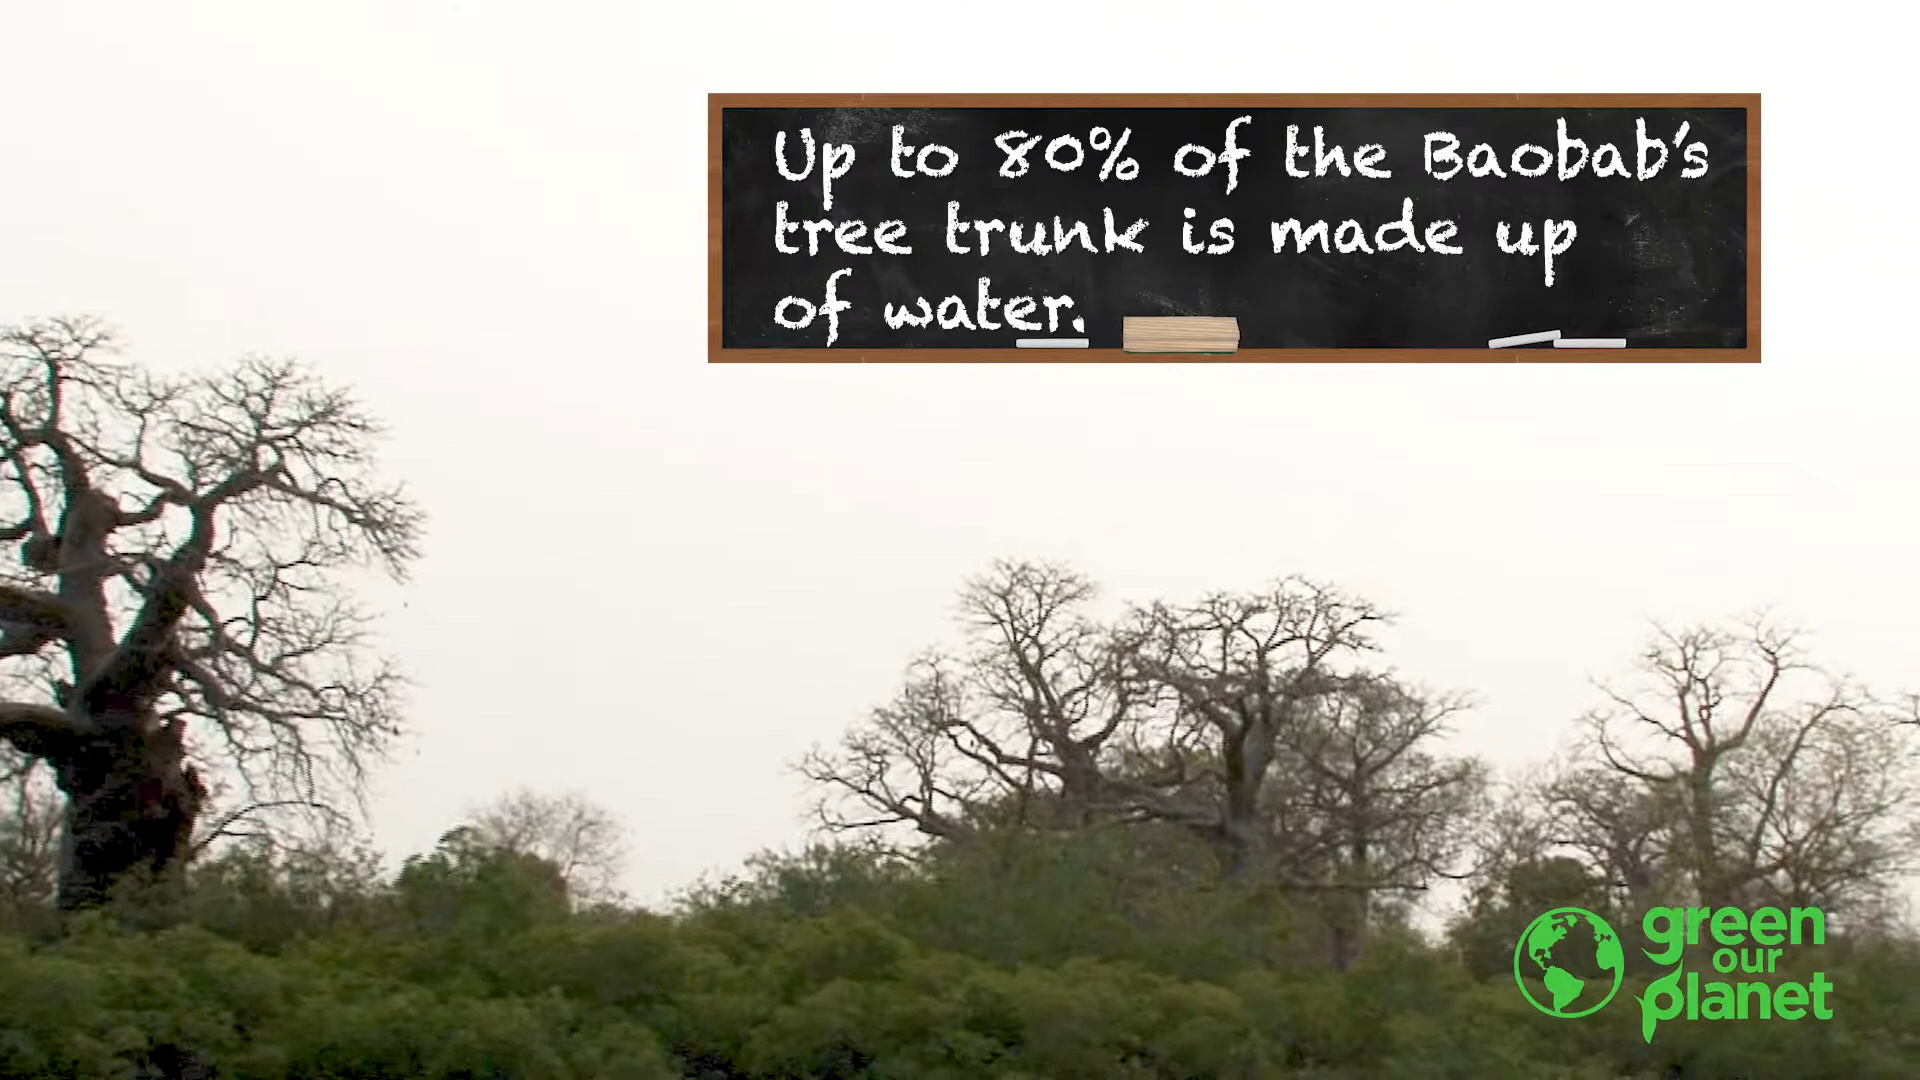 Up to 80% of the Baobab's
tree trunk is made up
of water.
green
our
planet